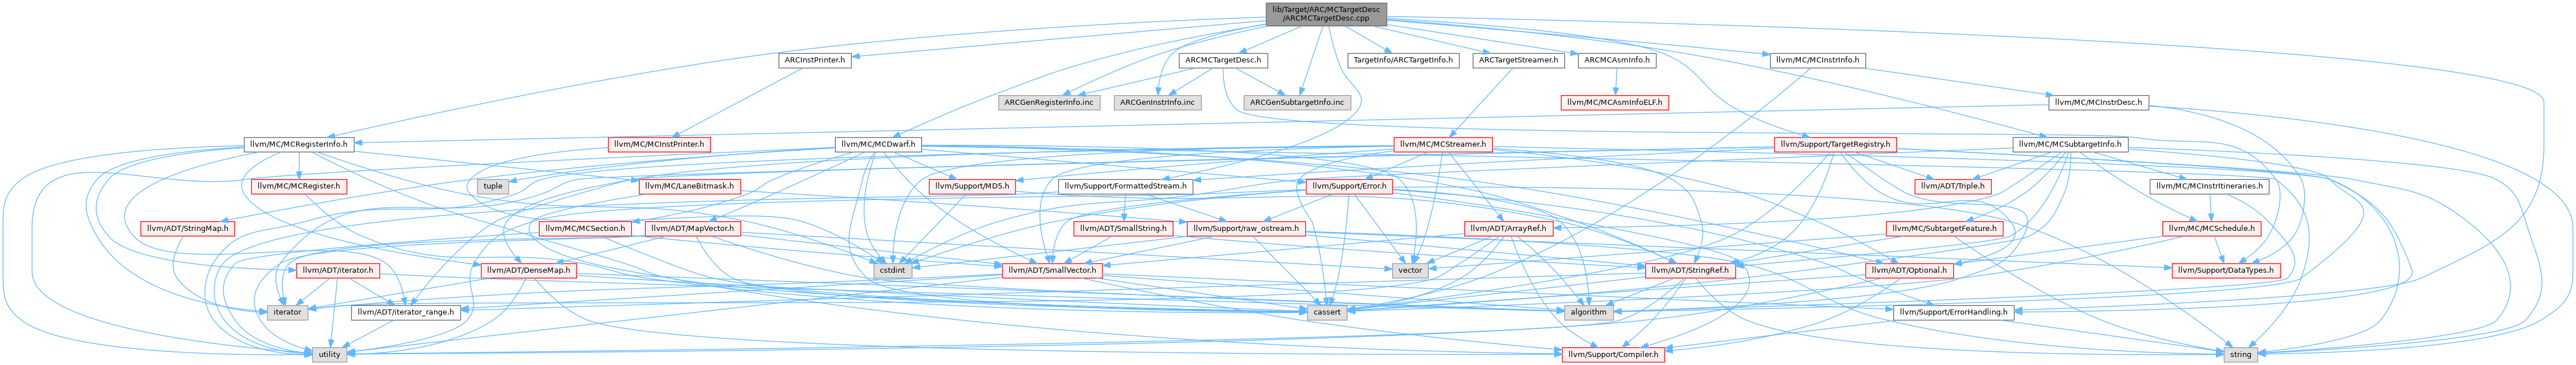 lib/Target/ARC/MCTargetDesc
/ARCMCTargetDesc.cpp
ARCInstPrinter.h
ARCMCTargetDesc.h
TargetInfo/ARCTargetInfo.h
ARCTargetStreamer.h
ARCMCAsmInfo.h
llvm/MC/MCInstrInfo.h
ARCGenRegisterInfo.inc
ARCGenInstrInfo.inc
ARCGenSubtargetInfo.inc
llvm/MC/MCAsmInfoELF.h
llvm/MC/MCInstrDesc.h
llvm/MC/MCRegisterInfo.h
llvm/MC/MCInstPrinter.h
llvm/MC/MCDwarf.h
llvm/MC/MCStreamer.h
llvm/Support/TargetRegistry.h
llvm/MC/MCSubtargetInfo.h
llvm/MC/MCRegister.h
tuple
llvm/MC/LaneBitmask.h
llvm/Support/MD5.h
llvm/Support/FormattedStream.h
llvm/Support/Error.h
llvm/ADT/Triple.h
llvm/MC/MCInstrItineraries.h
llvm/ADT/StringMap.h
llvm/MC/MCSection.h
llvm/ADT/MapVector.h
llvm/ADT/SmallString.h
llvm/Support/raw_ostream.h
llvm/ADT/ArrayRef.h
llvm/MC/SubtargetFeature.h
llvm/MC/MCSchedule.h
llvm/ADT/iterator.h
llvm/ADT/DenseMap.h
cstdint
llvm/ADT/SmallVector.h
vector
llvm/ADT/StringRef.h
llvm/ADT/Optional.h
llvm/Support/DataTypes.h
iterator
llvm/ADT/iterator_range.h
cassert
algorithm
llvm/Support/ErrorHandling.h
utility
llvm/Support/Compiler.h
string